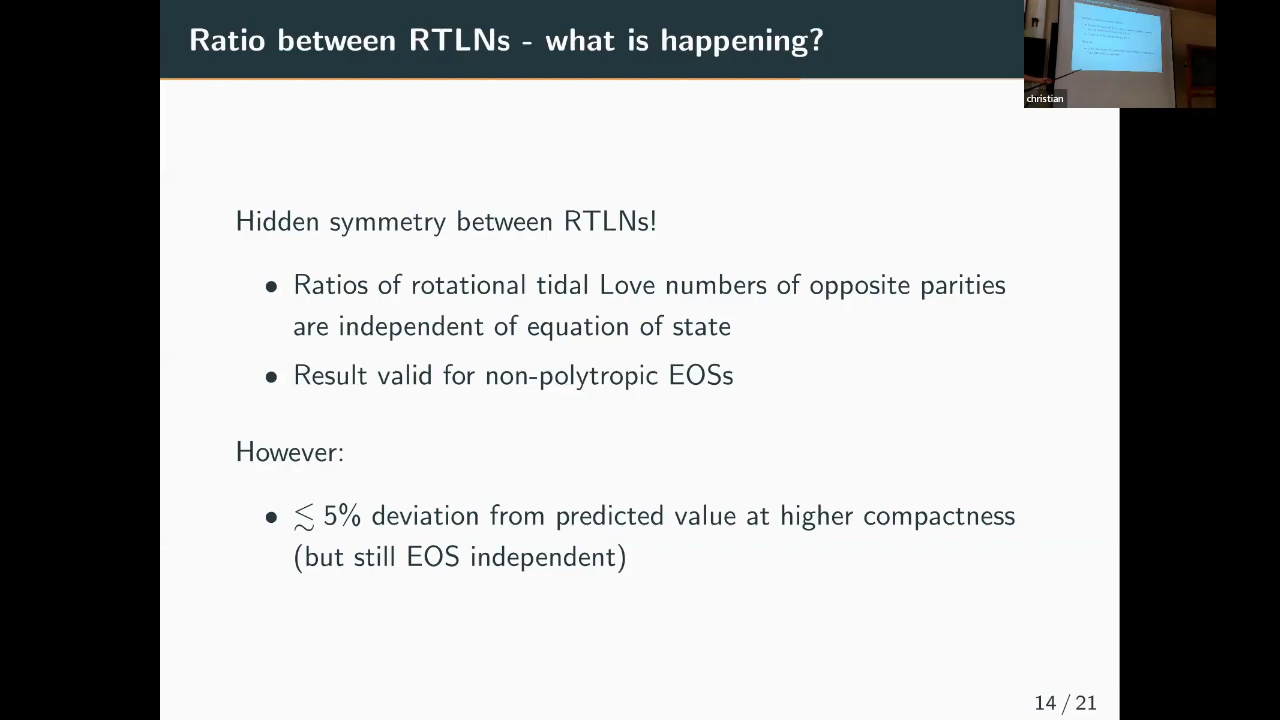 Ratio between RTLNs - what is happening?
christian
Hidden symmetry between RTLNs!
• Ratios of rotational tidal Love numbers of opposite parities
are independent of equation of state
• Result valid for non-polytropic EOSs
However:
• ≲ 5% deviation from predicted value at higher compactness
(but still EOS independent)
14 / 21